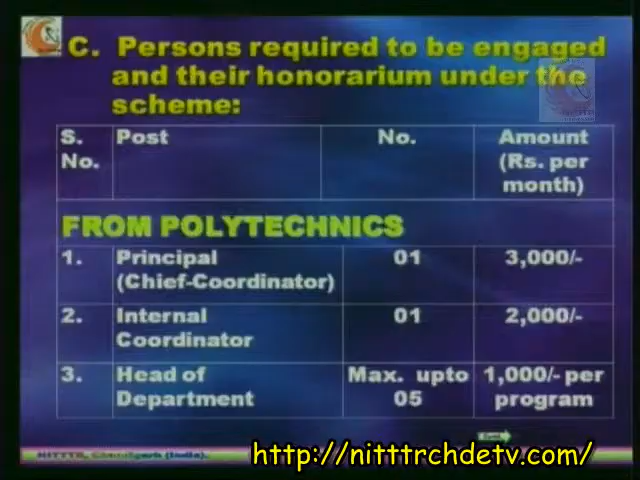 C. Persons required to be engaged
and their honorarium under the
scheme:
S. No. Post No. Amount (Rs. per month)
FROM POLYTECHNICS
1. Principal (Chief-Coordinator) 01 3,000/-
2. Internal Coordinator 01 2,000/-
3. Head of Department Max. upto 05 1,000/- per program
NITTTR, Chandigarh (India).
http://nitttrchdetv.com/